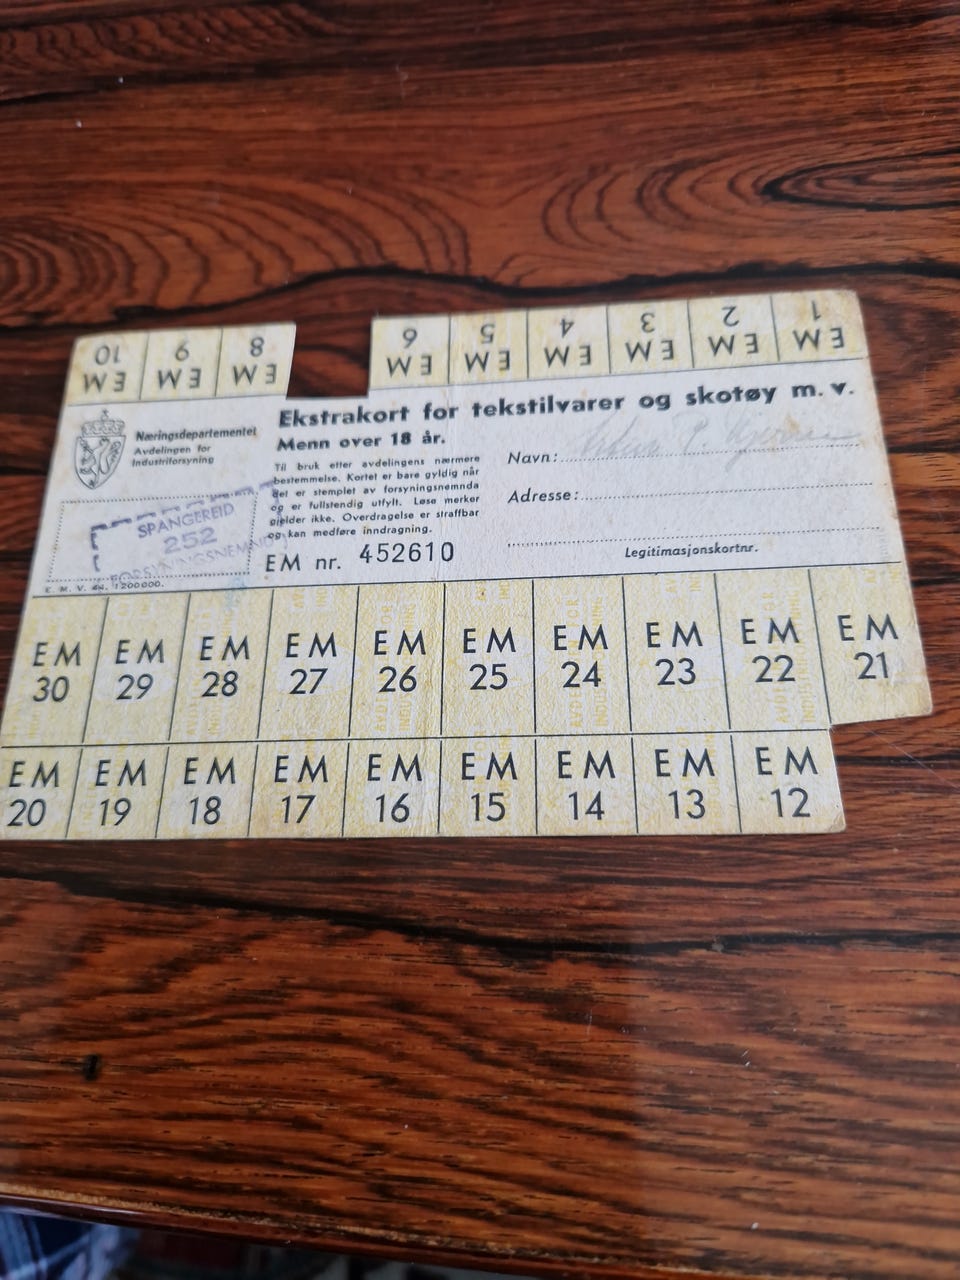 EM 10 EM 9 EM 8 EM 6 EM 5 EM 4 EM 3 EM 2 EM 1
Næringsdepartementet
Avdelingen for
Industriforsyning
SPANGEREID
252
FORSYNINGSNEMND
K. M. V. 1200000.
Ekstrakort for tekstilvarer og skotøy m. v.
Menn over 18 år.
Til bruk etter avdelingens nærmere
bestemmelse. Kortet er bare gyldig når
det er stemplet av forsyningsnemnda
og er fullstendig utfylt. Løse merker
gjelder ikke. Overdragelse er straffbar
og kan medføre inndragning.
EM nr. 452610
Navn: P.
Adresse:
Legitimasjonskortnr.
EM 30 EM 29 EM 28 EM 27 EM 26 EM 25 EM 24 EM 23 EM 22 EM 21
EM 20 EM 19 EM 18 EM 17 EM 16 EM 15 EM 14 EM 13 EM 12